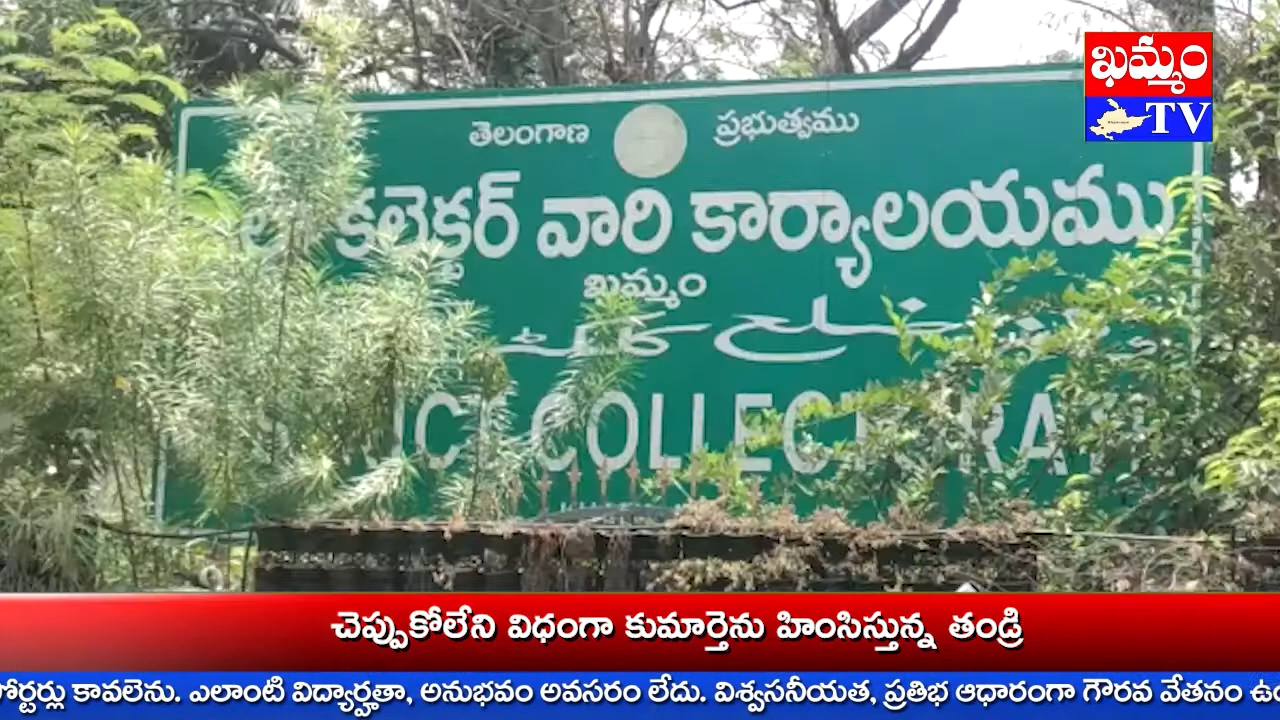 ఖమ్మం
TV
తెలంగాణ ప్రభుత్వము
కలెక్టర్ వారి కార్యాలయము
ఖమ్మం
COLLECTORATE
చెప్పుకోలేని విధంగా కుమార్తెను హింసిస్తున్న తండ్రి
కావలెను. ఎలాంటి విద్యార్హతా, అనుభవం అవసరం లేదు. విశ్వసనీయత, ప్రతిభ ఆధారంగా గౌరవ వేతనం